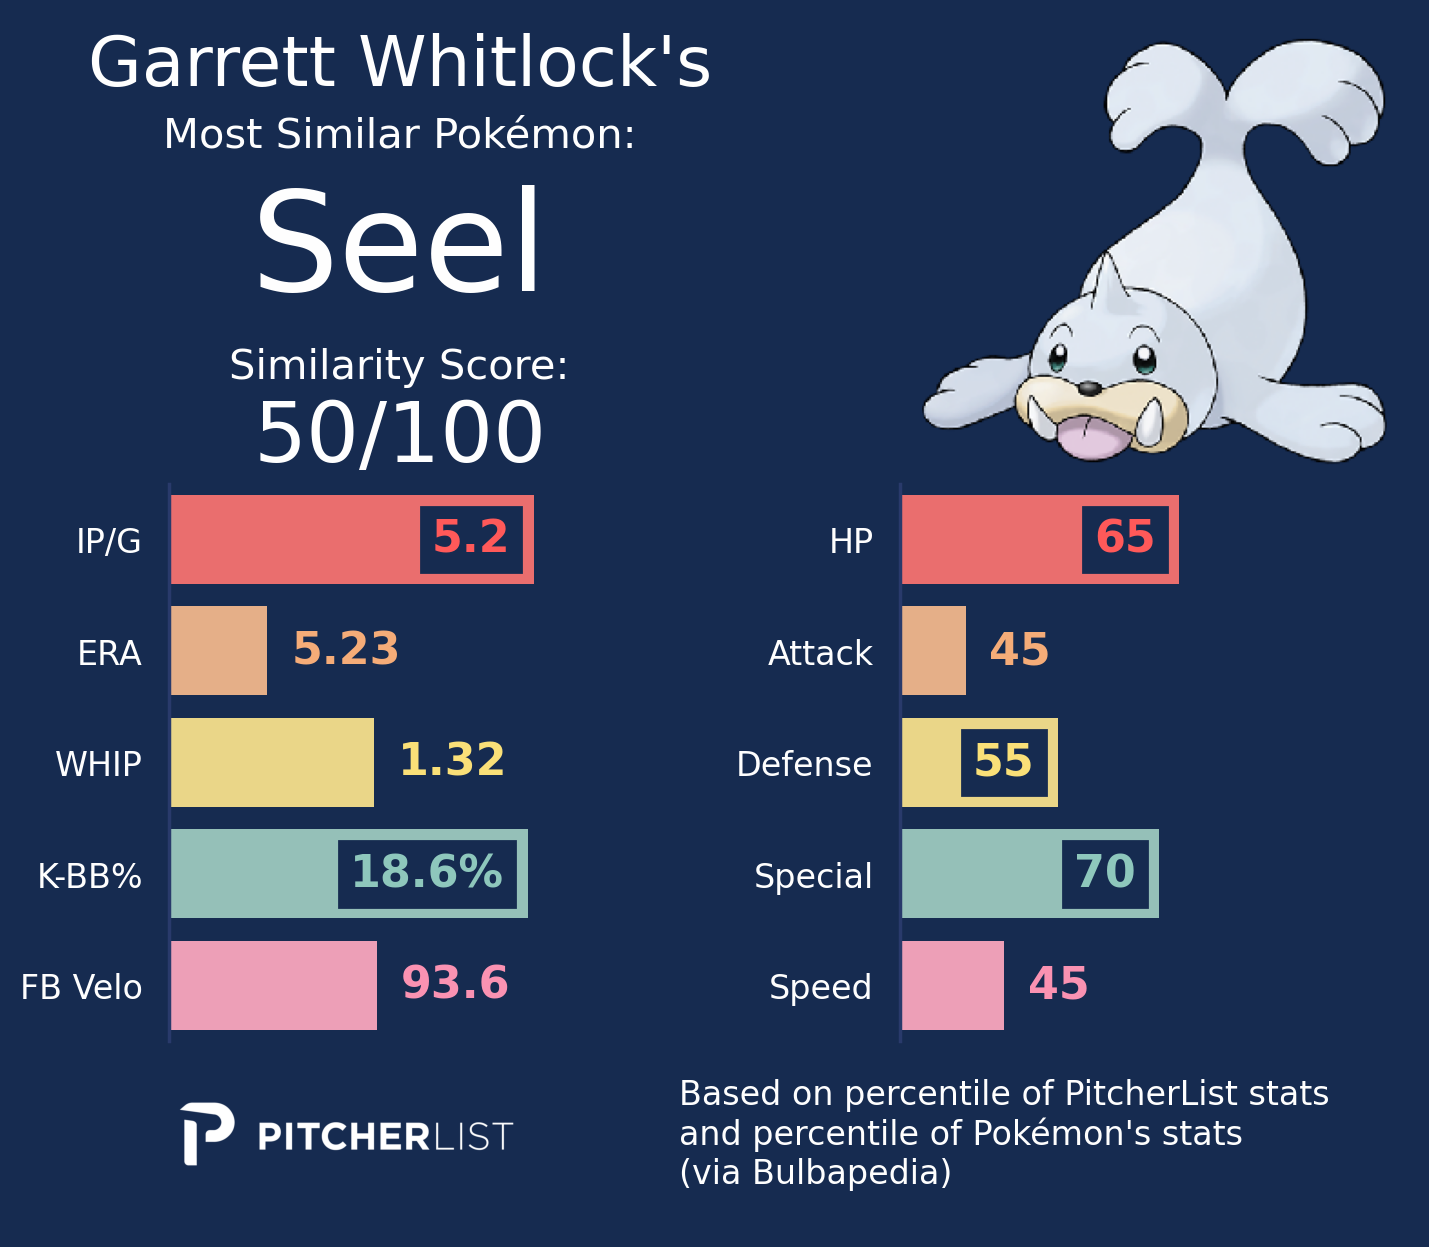 Garrett Whitlock's
Most Similar Pokémon:
Seel
Similarity Score:
50/100
IP/G 5.2
ERA 5.23
WHIP 1.32
K-BB% 18.6%
FB Velo 93.6
HP 65
Attack 45
Defense 55
Special 70
Speed 45
PITCHERLIST
Based on percentile of PitcherList stats
and percentile of Pokémon's stats
(via Bulbapedia)